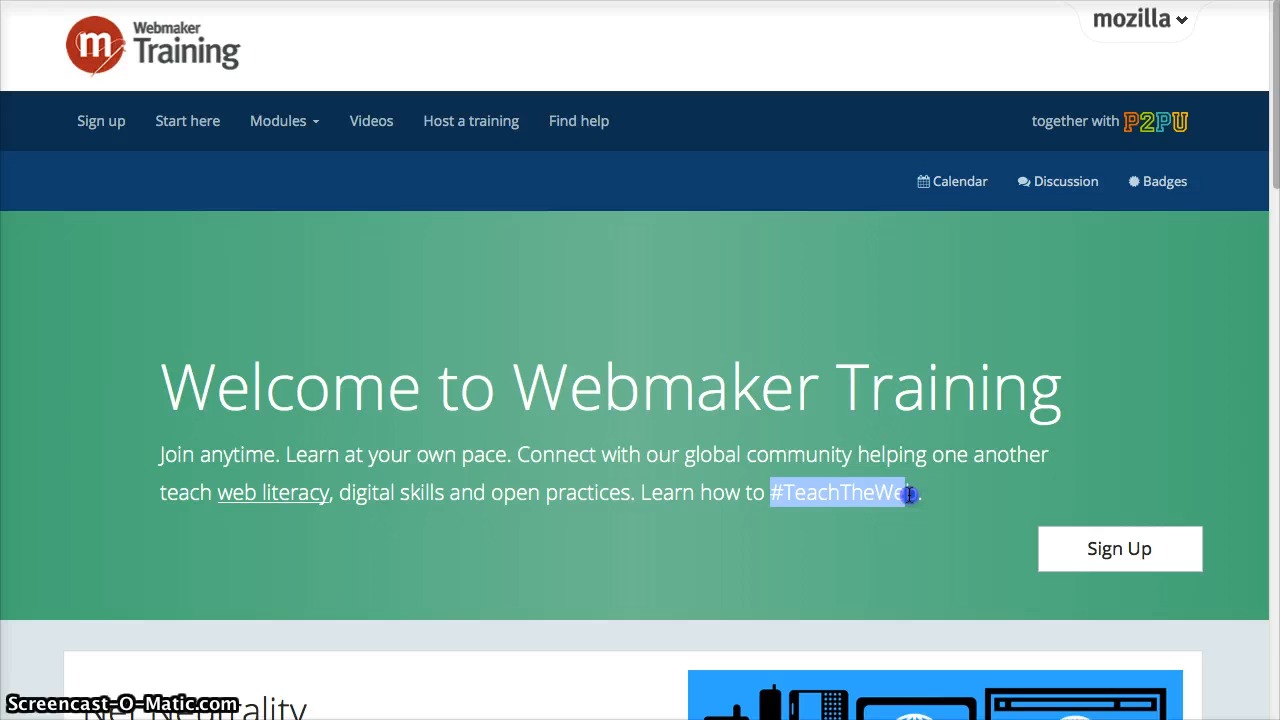 Webmaker
Training
mozilla
Sign up Start here Modules Videos Host a training Find help together with P2PU
Calendar Discussion Badges
Welcome to Webmaker Training
Join anytime. Learn at your own pace. Connect with our global community helping one another
teach web literacy, digital skills and open practices. Learn how to #TeachTheWeb.
Sign Up
Net Neutrality
Screencast-O-Matic.com